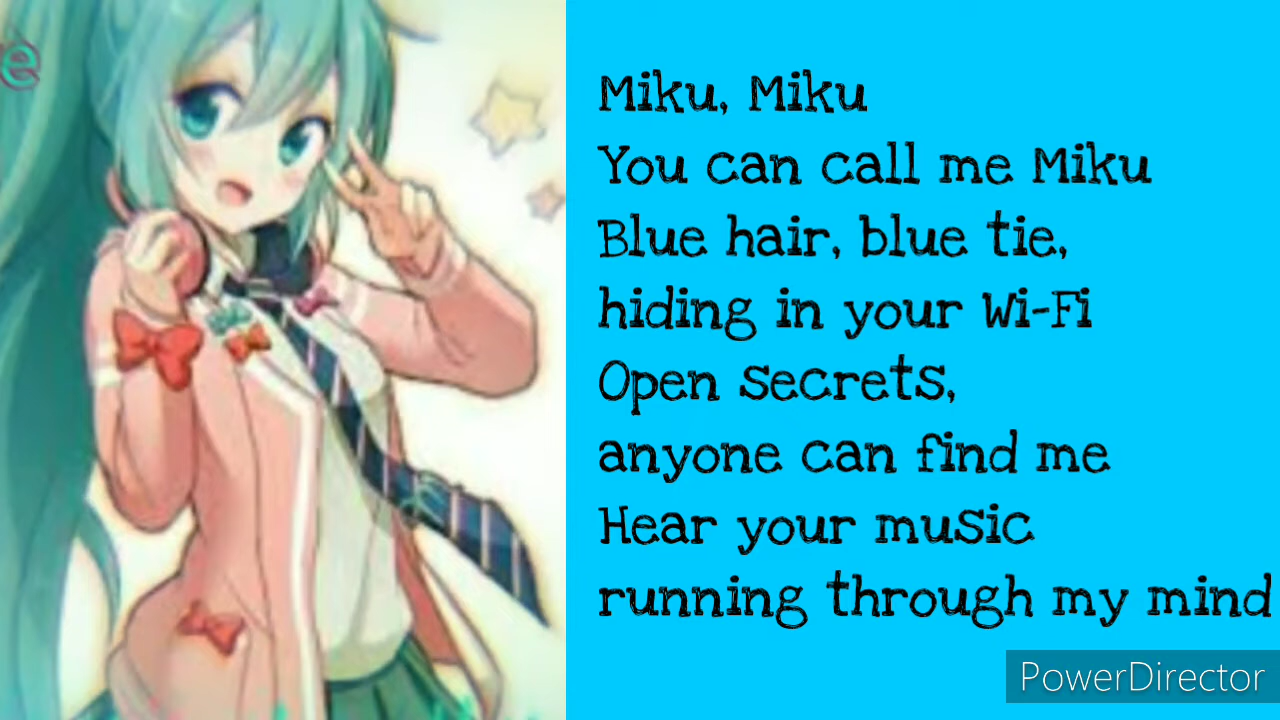 e
Miku, Miku
You can call me Miku
Blue hair, blue tie,
hiding in your Wi-Fi
Open secrets,
anyone can find me
Hear your music
running through my mind
PowerDirector